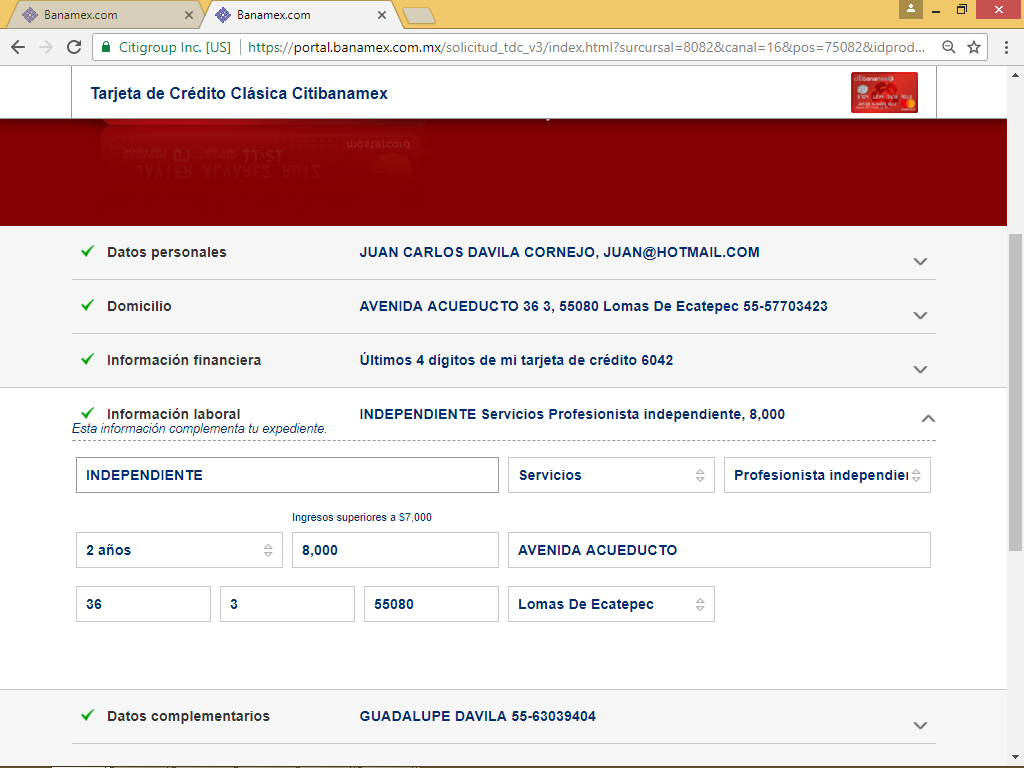 Banamex.com
Banamex.com
Citigroup Inc. [US] https://portal.banamex.com.mx/solicitud_tdc_v3/index.html?surcursal=8082&canal=16&pos=75082&idprod...
Tarjeta de Crédito Clásica Citibanamex
Datos personales JUAN CARLOS DAVILA CORNEJO, JUAN@HOTMAIL.COM
Domicilio AVENIDA ACUEDUCTO 36 3, 55080 Lomas De Ecatepec 55-57703423
Información financiera Últimos 4 dígitos de mi tarjeta de crédito 6042
Información laboral INDEPENDIENTE Servicios Profesionista independiente, 8,000
Esta información complementa tu expediente.
INDEPENDIENTE Servicios Profesionista independier
Ingresos superiores a $7,000
2 años 8,000 AVENIDA ACUEDUCTO
36 3 55080 Lomas De Ecatepec
Datos complementarios GUADALUPE DAVILA 55-63039404